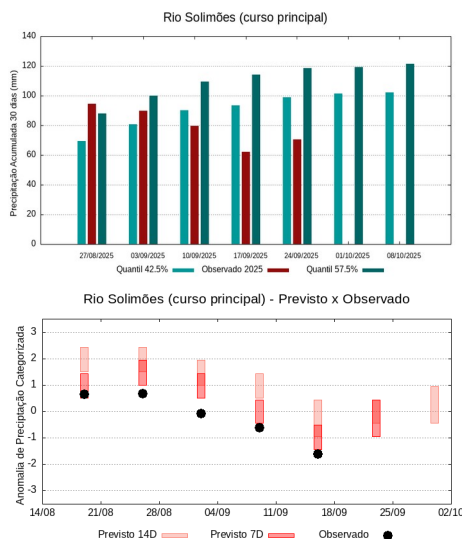 Rio Solimões (curso principal)
Precipitação Acumulada 30 dias (mm)
140
120
100
80
60
40
20
0
27/08/2025 03/09/2025 10/09/2025 17/09/2025 24/09/2025 01/10/2025 08/10/2025
Quantil 42.5% Observado 2025 Quantil 57.5%
Rio Solimões (curso principal) - Previsto x Observado
Anomalia de Preciptação Categorizada
3
2
1
0
-1
-2
-3
14/08 21/08 28/08 04/09 11/09 18/09 25/09 02/10
Previsto 14D Previsto 7D Observado